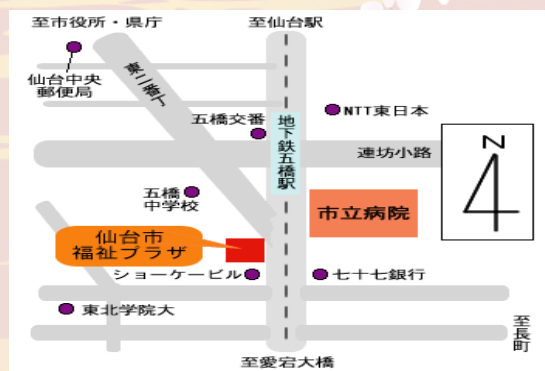 至市役所・県庁
至仙台駅
仙台中央
郵便局
東二番丁
五橋交番
地下鉄五橋駅
NTT東日本
連坊小路
N
五橋
中学校
市立病院
仙台市
福祉プラザ
ショーケービル
七十七銀行
東北学院大
至長町
至愛宕大橋